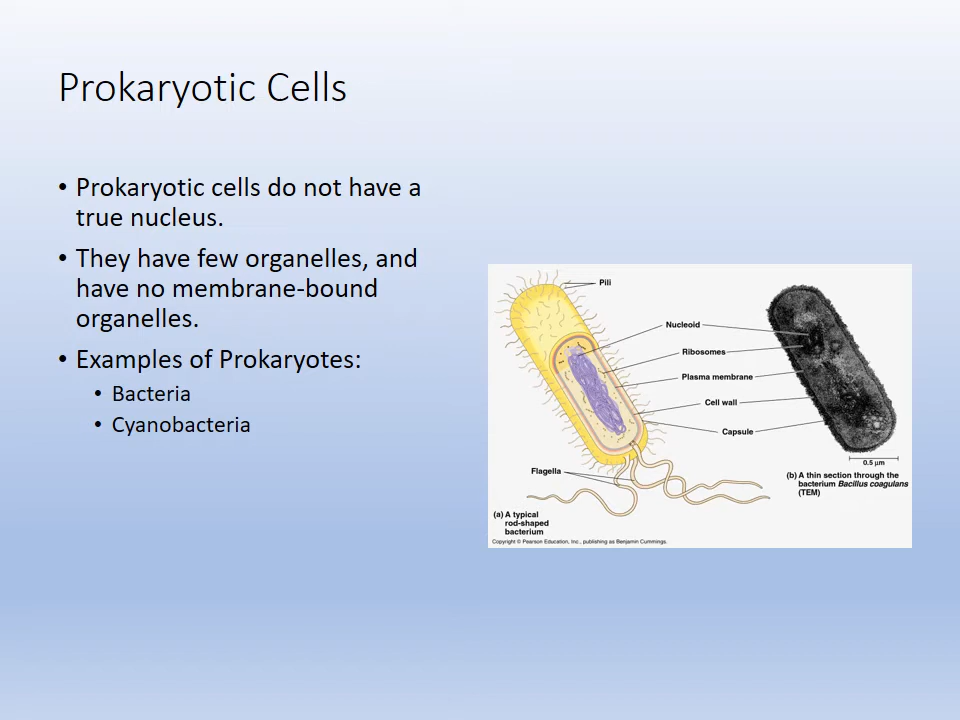 Prokaryotic Cells
• Prokaryotic cells do not have a
true nucleus.
• They have few organelles, and
have no membrane-bound
organelles.
• Examples of Prokaryotes:
• Bacteria
• Cyanobacteria
Pili
Nucleoid
Ribosomes
Plasma membrane
Cell wall
Capsule
Flagella
0.5 μm
(a) A typical
rod-shaped
bacterium
(b) A thin section through the
bacterium Bacillus coagulans
(TEM)
Copyright © Pearson Education, Inc., publishing as Benjamin Cummings.